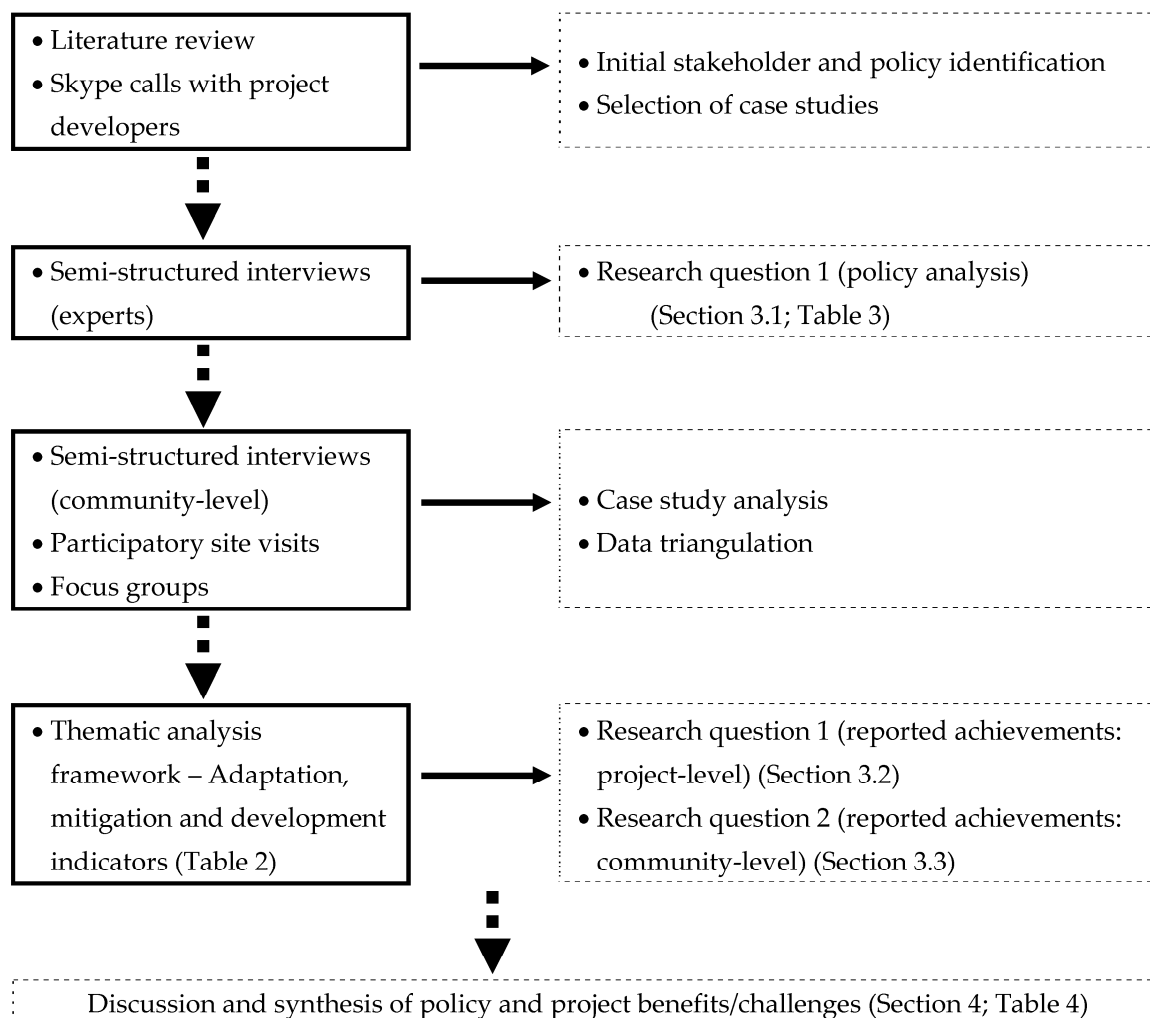 • Literature review
• Skype calls with project
developers
• Initial stakeholder and policy identification
• Selection of case studies
• Semi-structured interviews
(experts)
• Research question 1 (policy analysis)
(Section 3.1; Table 3)
• Semi-structured interviews
(community-level)
• Participatory site visits
• Focus groups
• Case study analysis
• Data triangulation
• Thematic analysis
framework – Adaptation,
mitigation and development
indicators (Table 2)
• Research question 1 (reported achievements:
project-level) (Section 3.2)
• Research question 2 (reported achievements:
community-level) (Section 3.3)
Discussion and synthesis of policy and project benefits/challenges (Section 4; Table 4)